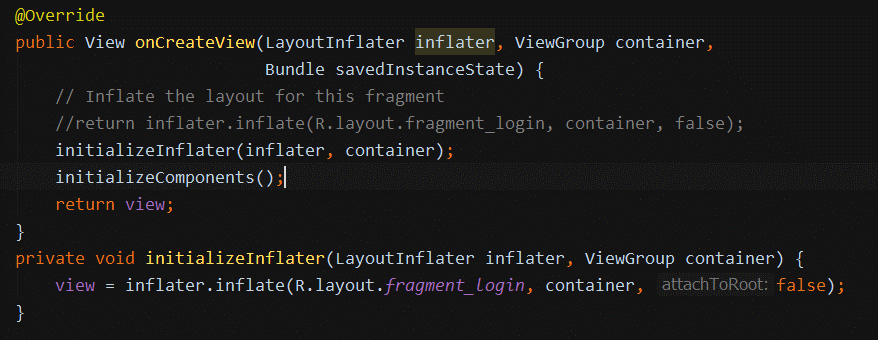 @Override
public View onCreateView(LayoutInflater inflater, ViewGroup container,
                         Bundle savedInstanceState) {
    // Inflate the layout for this fragment
    //return inflater.inflate(R.layout.fragment_login, container, false);
    initializeInflater(inflater, container);
    initializeComponents();
    return view;
}
private void initializeInflater(LayoutInflater inflater, ViewGroup container) {
    view = inflater.inflate(R.layout.fragment_login, container, attachToRoot: false);
}